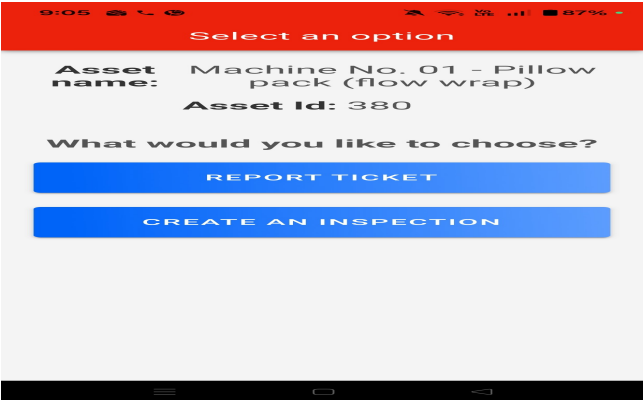 9:05 87%
Select an option
Asset name: Machine No. 01 - Pillow pack (flow wrap)
Asset Id: 380
What would you like to choose?
REPORT TICKET
CREATE AN INSPECTION